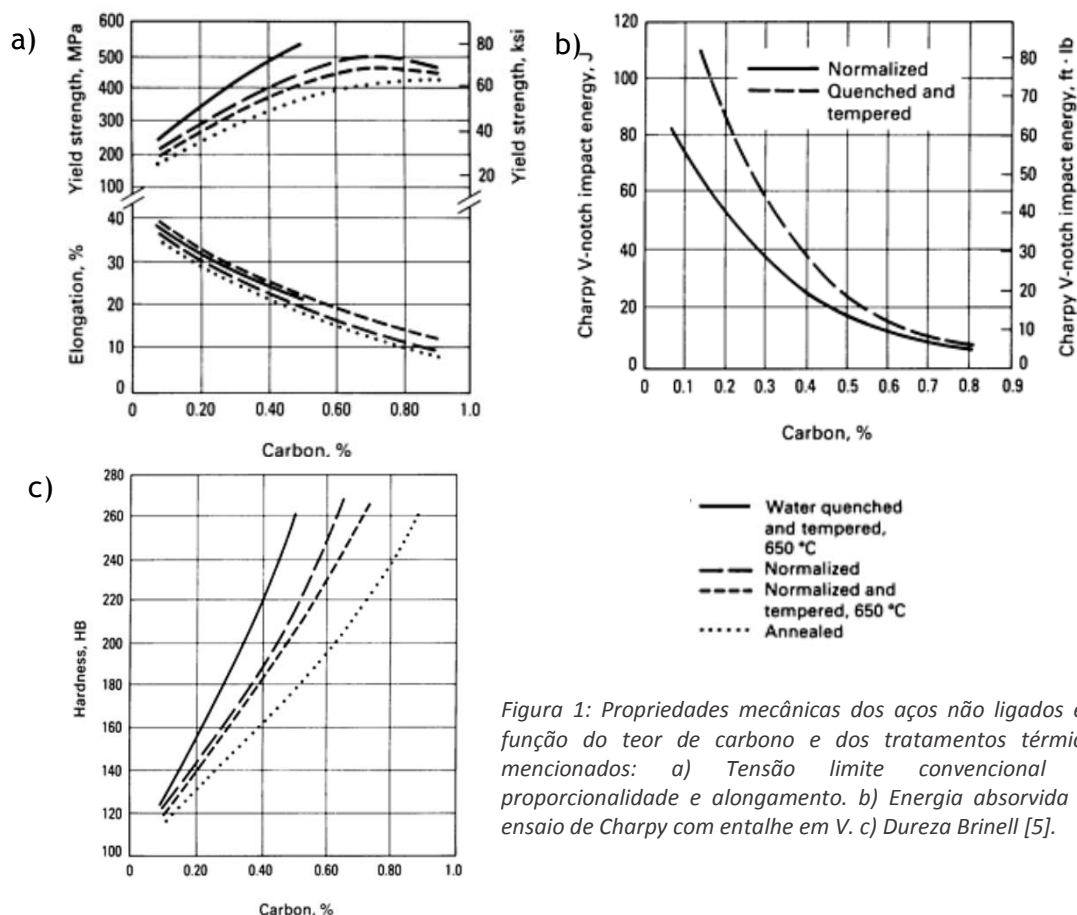 a)
Yield strength, MPa
600
500
400
300
200
100
Yield strength, ksi
80
60
40
20
Elongation, %
40
30
20
10
0
0 0.20 0.40 0.60 0.80 1.0
Carbon, %
b)
Charpy V-notch impact energy, J
120
100
80
60
40
20
0
Normalized
Quenched and
tempered
Charpy V-notch impact energy, ft · lb
80
70
60
50
40
30
20
10
0
0 0.1 0.2 0.3 0.4 0.5 0.6 0.7 0.8 0.9
Carbon, %
c)
Hardness, HB
280
260
240
220
200
180
160
140
120
100
0 0.20 0.40 0.60 0.80 1.0
Carbon, %
Water quenched
and tempered,
650 °C
Normalized
Normalized and
tempered, 650 °C
Annealed
Figura 1: Propriedades mecânicas dos aços não ligados
função do teor de carbono e dos tratamentos
mencionados: a) Tensão limite convencional
proporcionalidade e alongamento. b) Energia absorvida
ensaio de Charpy com entalhe em V. c) Dureza Brinell [5].